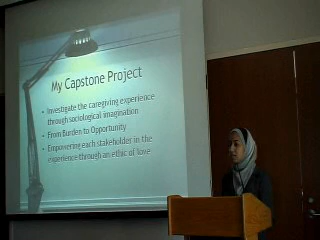 My Capstone Project
• Investigate the caregiving experience
through sociological imagination
• From Burden to Opportunity
• Empowering each stakeholder in the
experience through an ethic of love